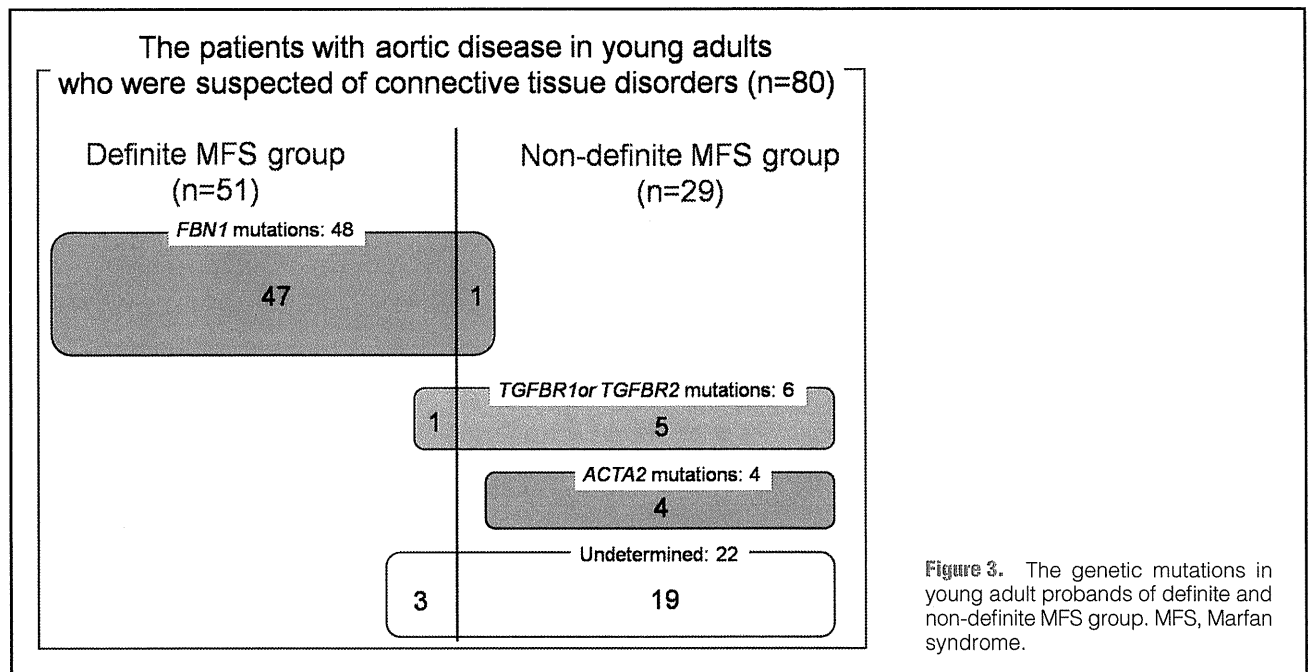 The patients with aortic disease in young adults
who were suspected of connective tissue disorders (n=80)
Definite MFS group
(n=51)
Non-definite MFS group
(n=29)
FBN1 mutations: 48
47
1
TGFBR1or TGFBR2 mutations: 6
1
5
ACTA2 mutations: 4
4
Undetermined: 22
3
19
Figure 3. The genetic mutations in
young adult probands of definite and
non-definite MFS group. MFS, Marfan
syndrome.